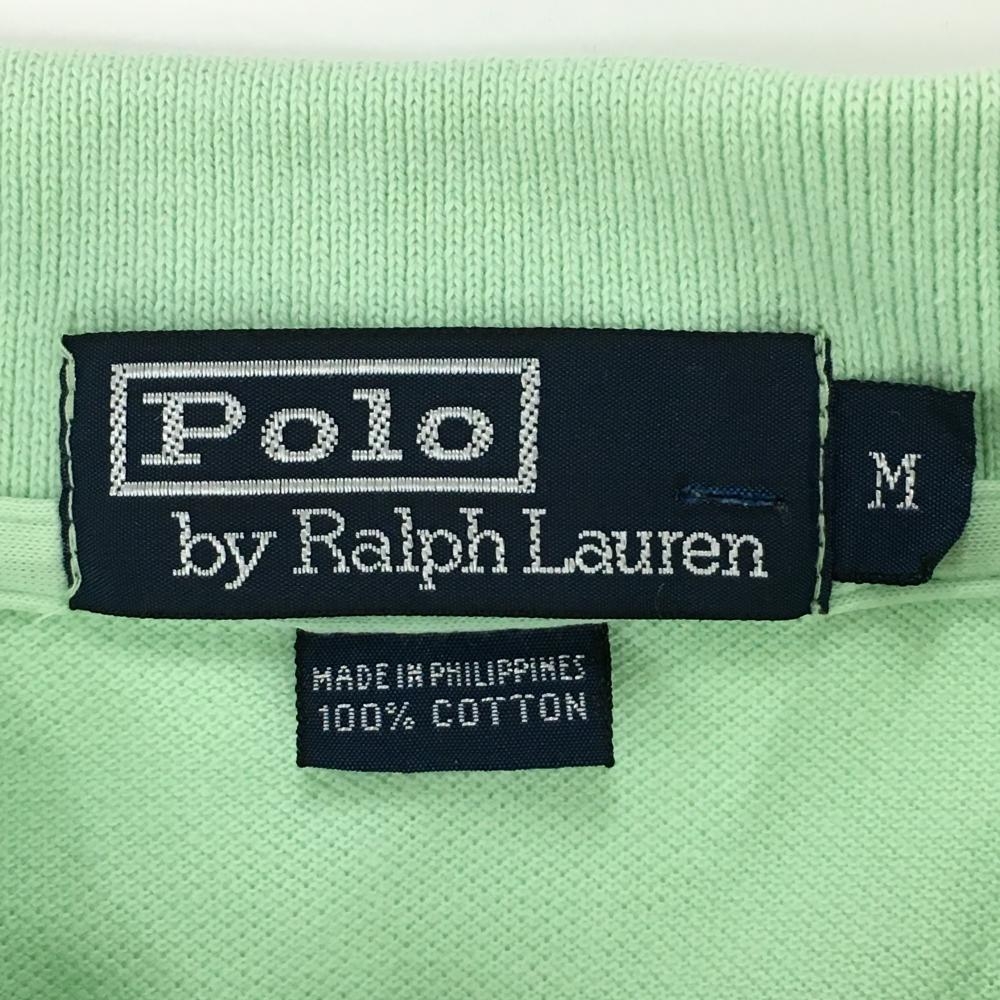 Polo
by Ralph Lauren
M
MADE IN PHILIPPINES
100% COTTON